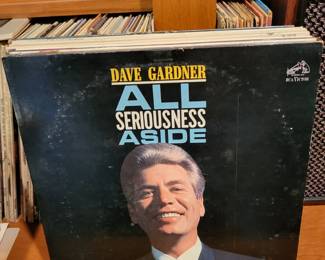 DAVE GARDNER
ALL
SERIOUSNESS
ASIDE
RCA VICTOR